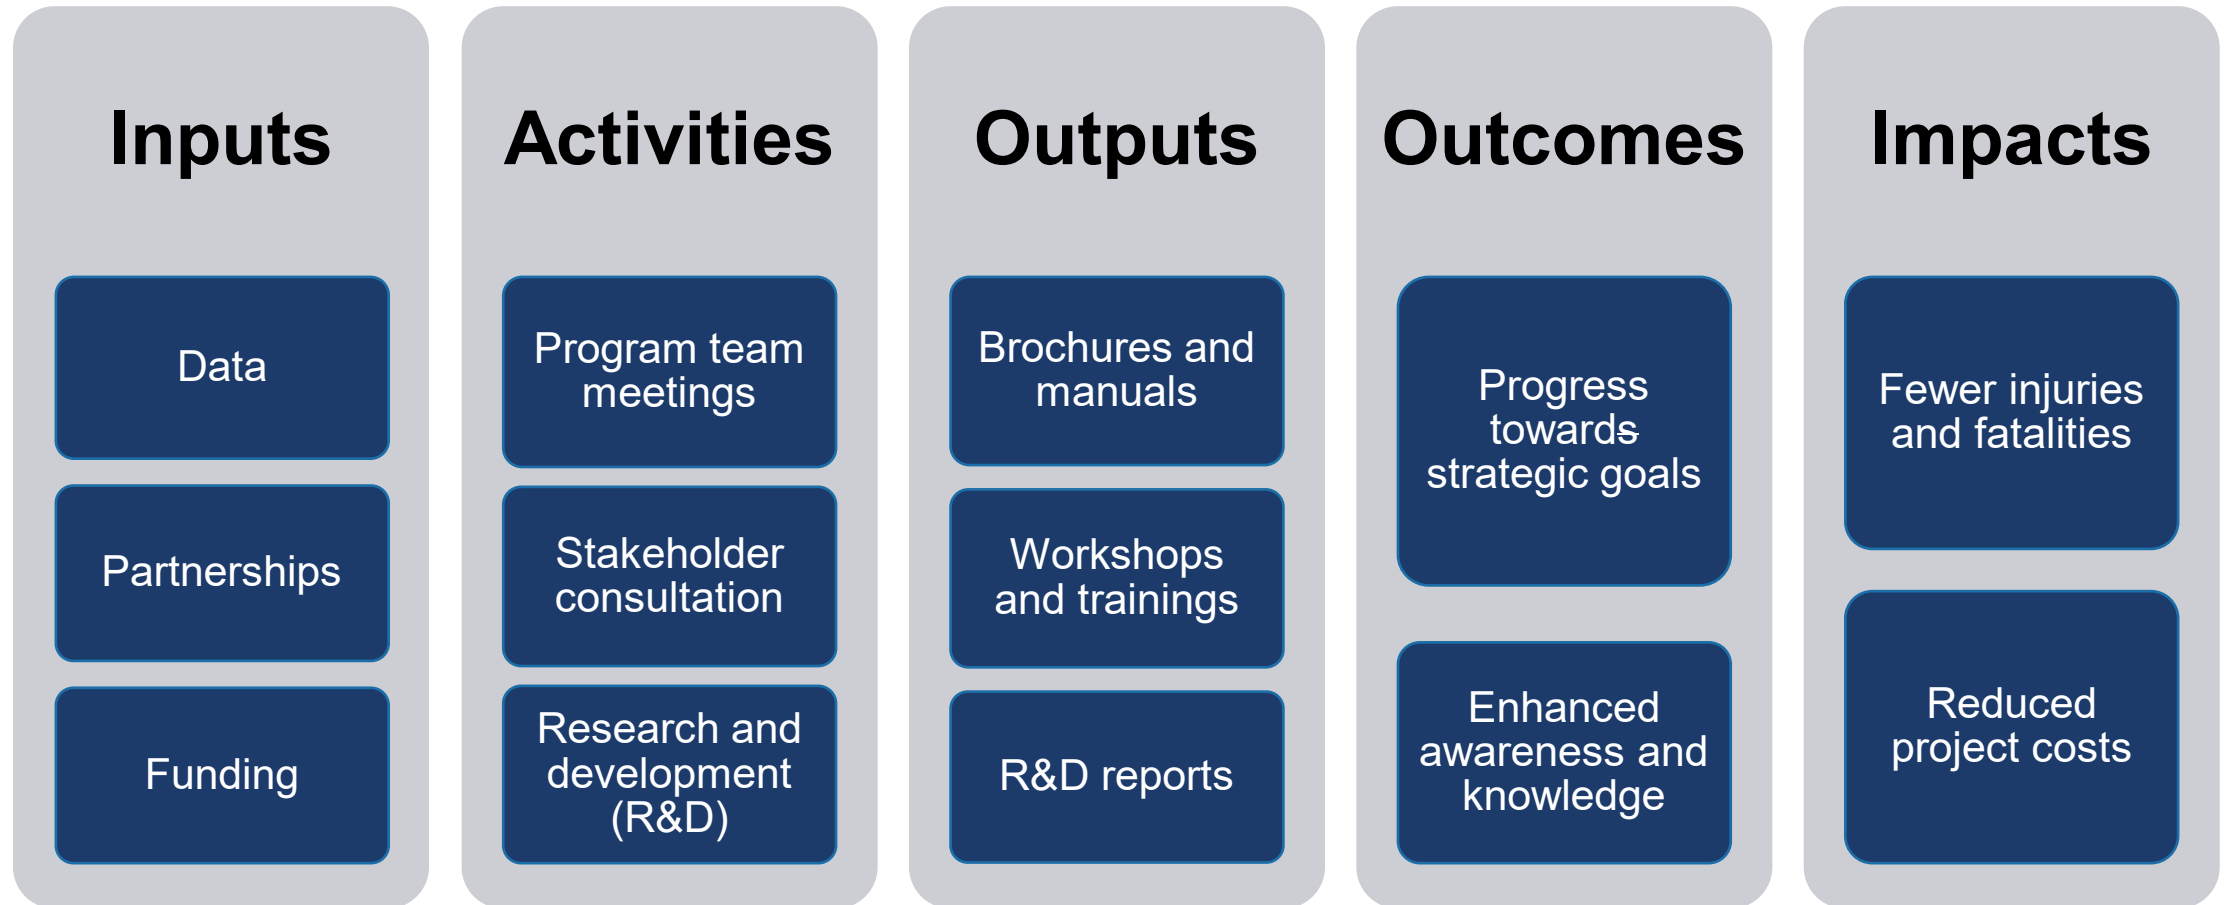 Inputs
Data
Partnerships
Funding
Activities
Program team
meetings
Stakeholder
consultation
Research and
development
(R&D)
Outputs
Brochures and
manuals
Workshops
and trainings
R&D reports
Outcomes
Progress
towards
strategic goals
Enhanced
awareness and
knowledge
Impacts
Fewer injuries
and fatalities
Reduced
project costs